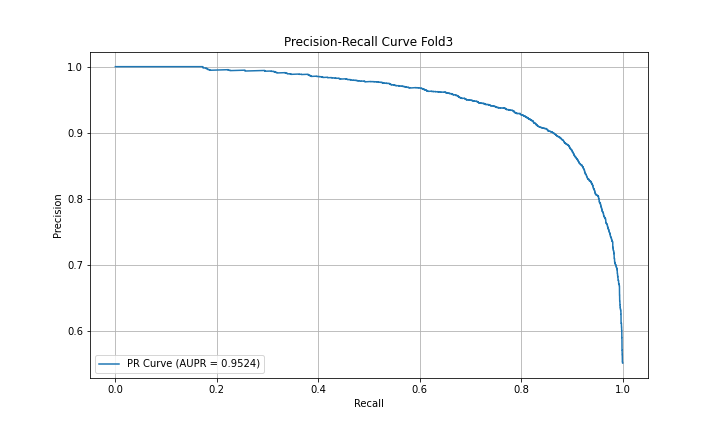 Precision-Recall Curve Fold3
1.0
0.9
0.8
0.7
0.6
Precision
PR Curve (AUPR = 0.9524)
0.0 0.2 0.4 0.6 0.8 1.0
Recall